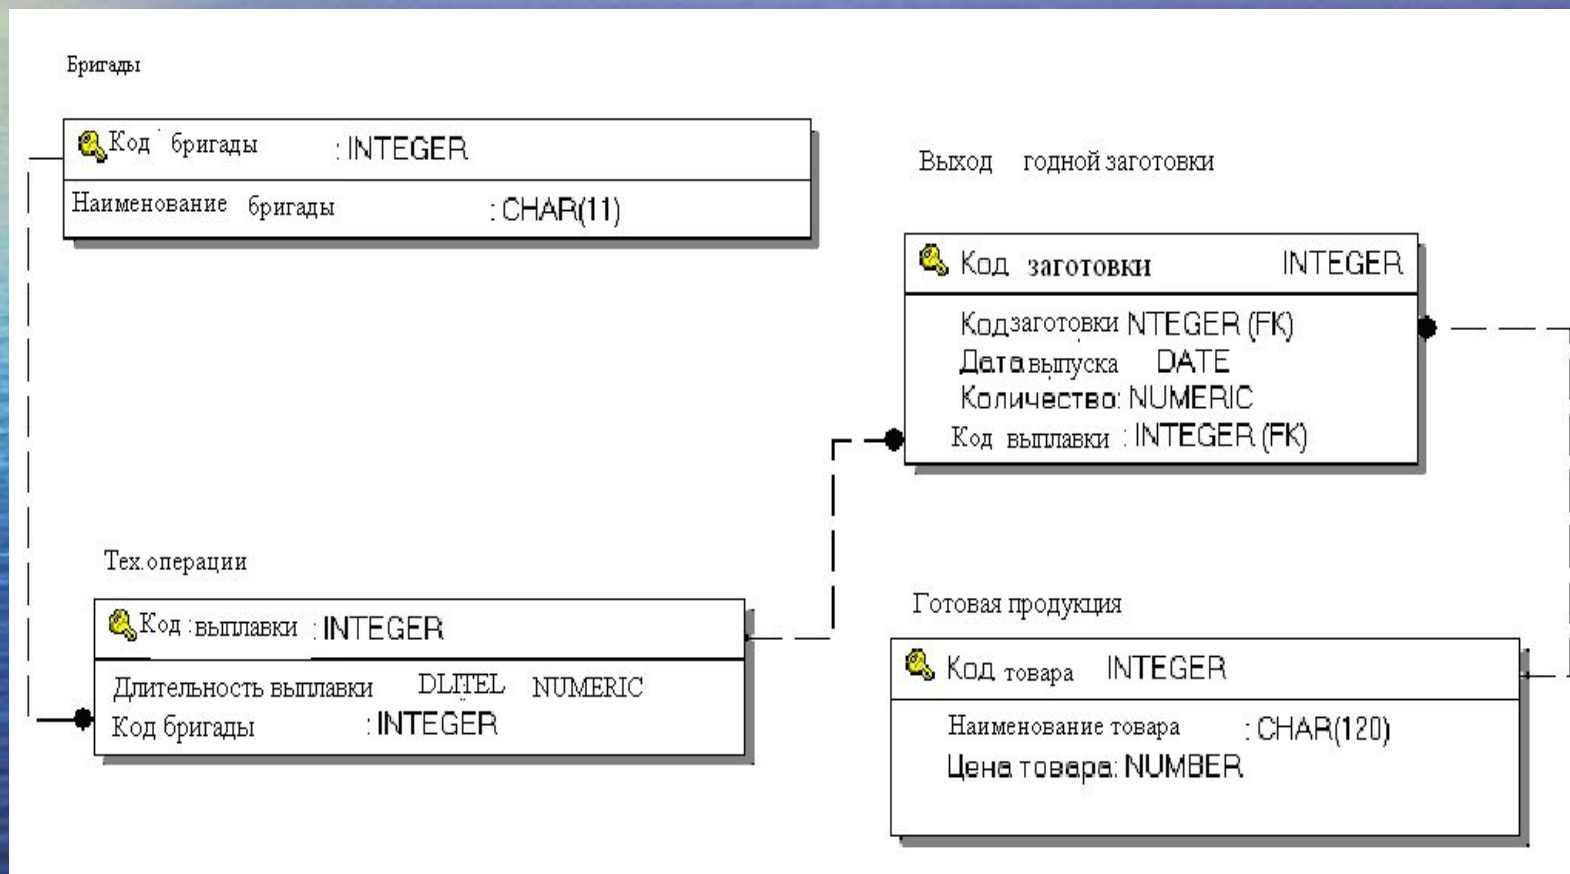 Бригады
Код бригады : INTEGER
Наименование бригады : CHAR(11)
Выход годной заготовки
Код заготовки INTEGER
Код заготовки NTEGER (FK)
Дата выпуска DATE
Количество: NUMERIC
Код выплавки : INTEGER (FK)
Тех.операции
Код : выплавки : INTEGER
Длительность выплавки DLITEL NUMERIC
Код бригады : INTEGER
Готовая продукция
Код товара INTEGER
Наименование товара : CHAR(120)
Цена товара: NUMBER